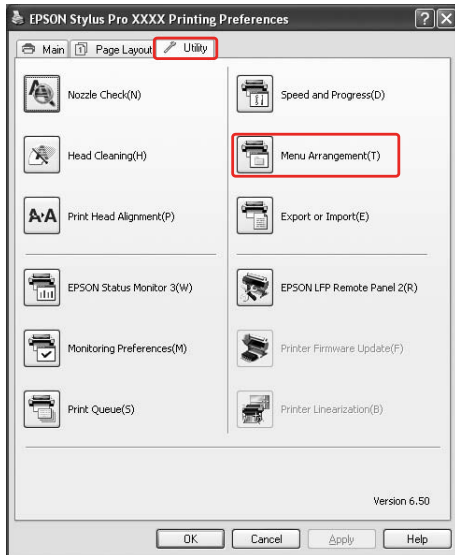 EPSON Stylus Pro XXXX Printing Preferences
Main Page Layout Utility
Nozzle Check(N)
Speed and Progress(D)
Head Cleaning(H)
Menu Arrangement(T)
Print Head Alignment(P)
Export or Import(E)
EPSON Status Monitor 3(W)
EPSON LFP Remote Panel 2(R)
Monitoring Preferences(M)
Printer Firmware Update(F)
Print Queue(S)
Printer Linearization(B)
Version 6.50
OK Cancel Apply Help